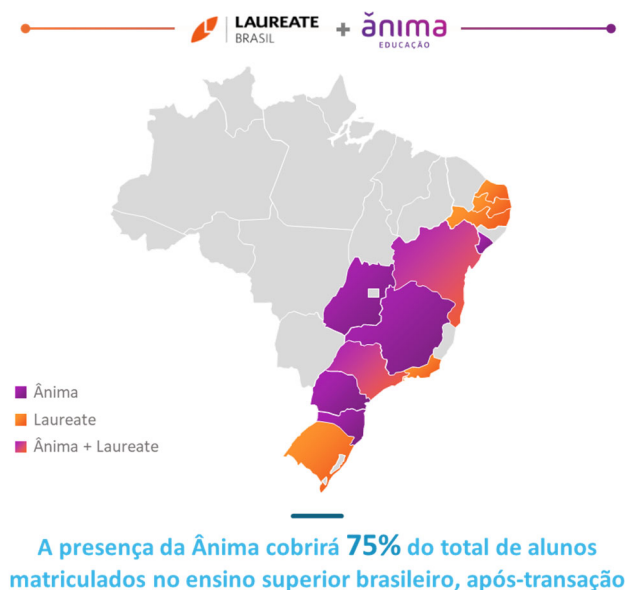 LAUREATE
BRASIL
+
ănima
EDUCAÇÃO
Ânima
Laureate
Ânima + Laureate
A presença da Ânima cobrirá 75% do total de alunos
matriculados no ensino superior brasileiro, após-transação